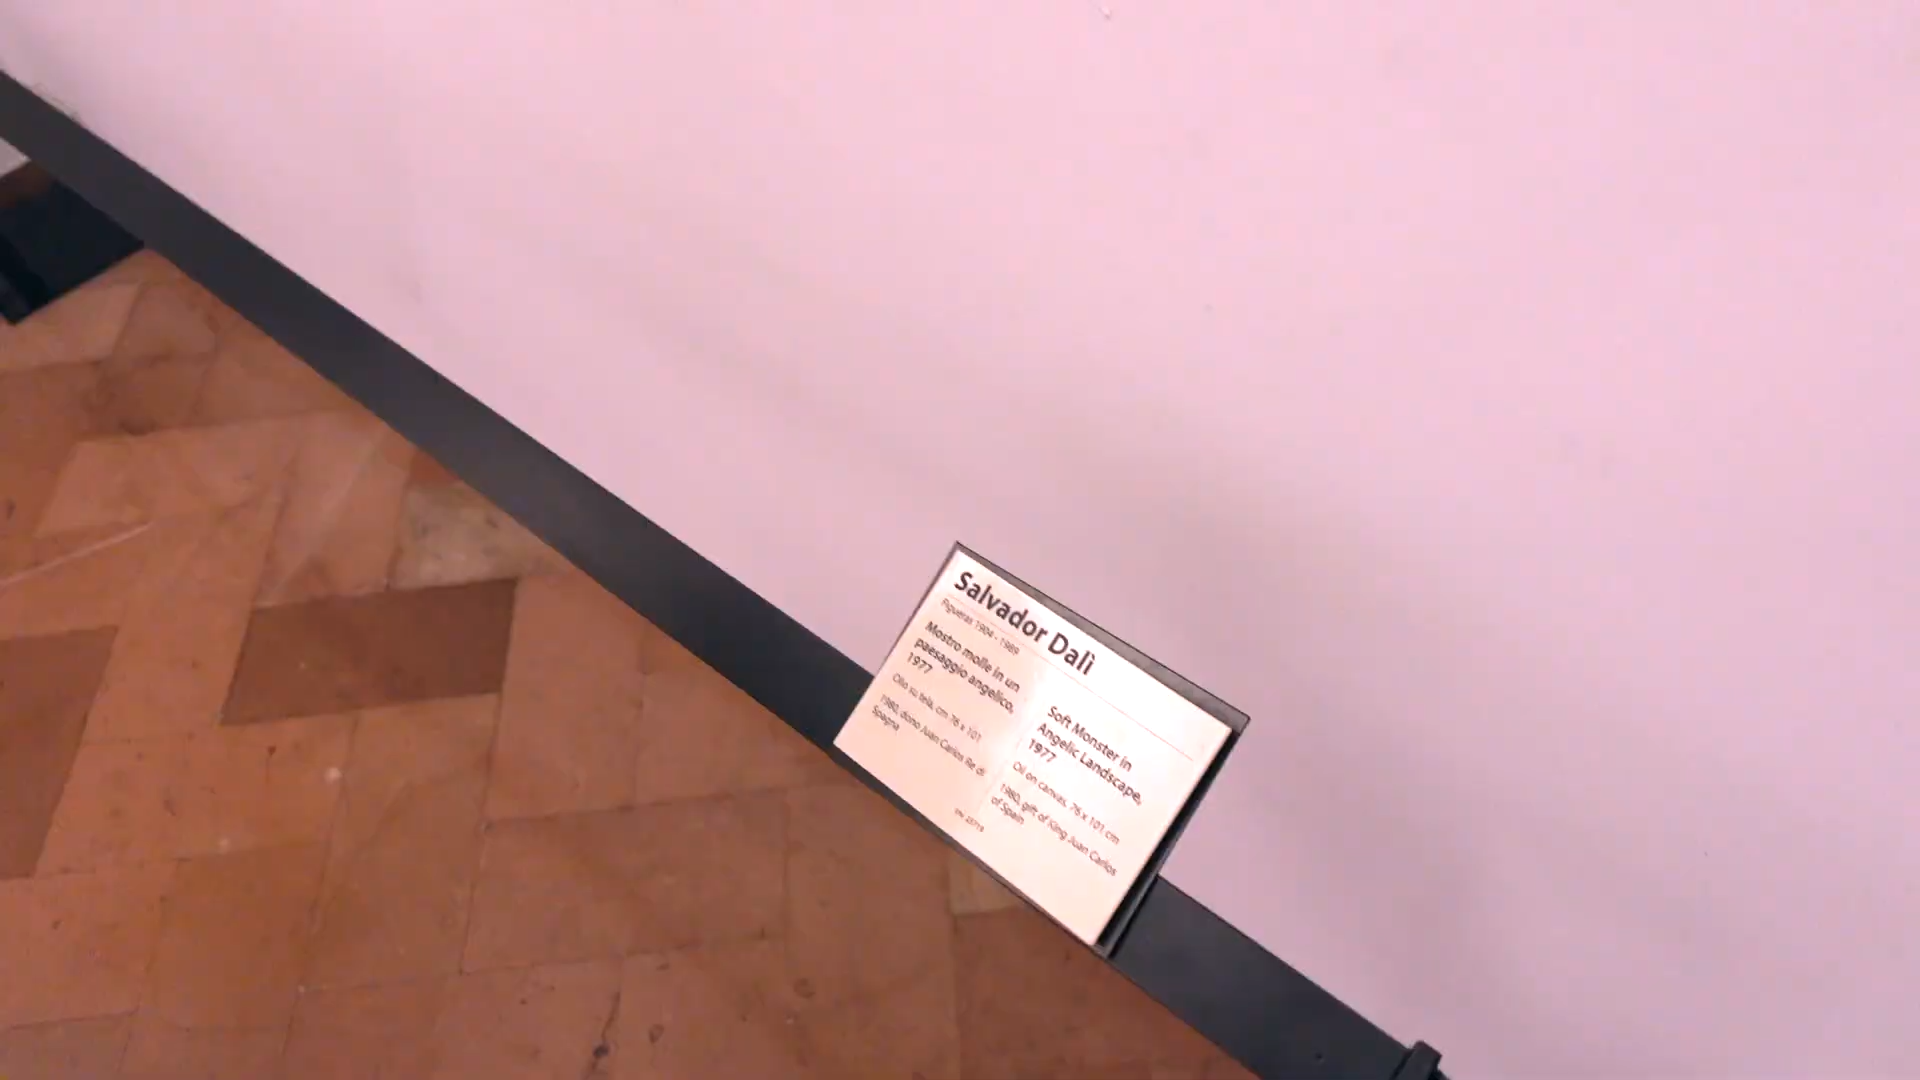 Salvador Dalì
Figueras 1904 - 1989
Mostro molle in un
paesaggio angelico,
1977
Olio su tela, cm 76 x 101
1980, dono Juan Carlos Re di
Spagna
inv. 23719
Soft Monster in
Angelic Landscape,
1977
Oil on canvas, 76 x 101 cm
1980, gift of King Juan Carlos
of Spain